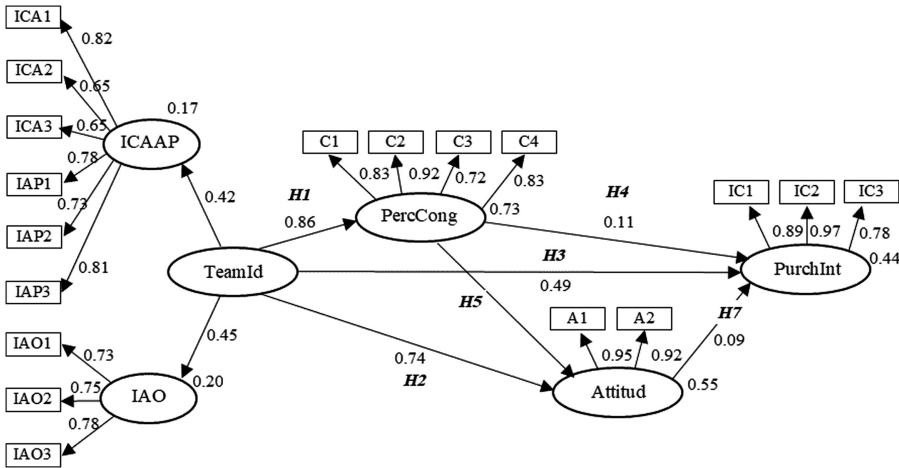 ICA1
0.82
ICA2
0.65
ICA3
0.65
0.17
ICAAP
IAP1
0.78
0.73
IAP2
IAP3
0.81
0.42
C1
C2
C3
C4
0.83
0.92
0.72
0.83
H1
0.86
PercCong
0.73
H4
0.11
IC1
IC2
IC3
0.89
0.97
0.78
0.44
PurchInt
TeamId
H3
0.49
H5
H7
0.09
A1
A2
0.95
0.92
0.45
0.74
H2
Attitud
0.55
IAO1
0.73
IAO2
0.75
IAO
0.20
0.78
IAO3